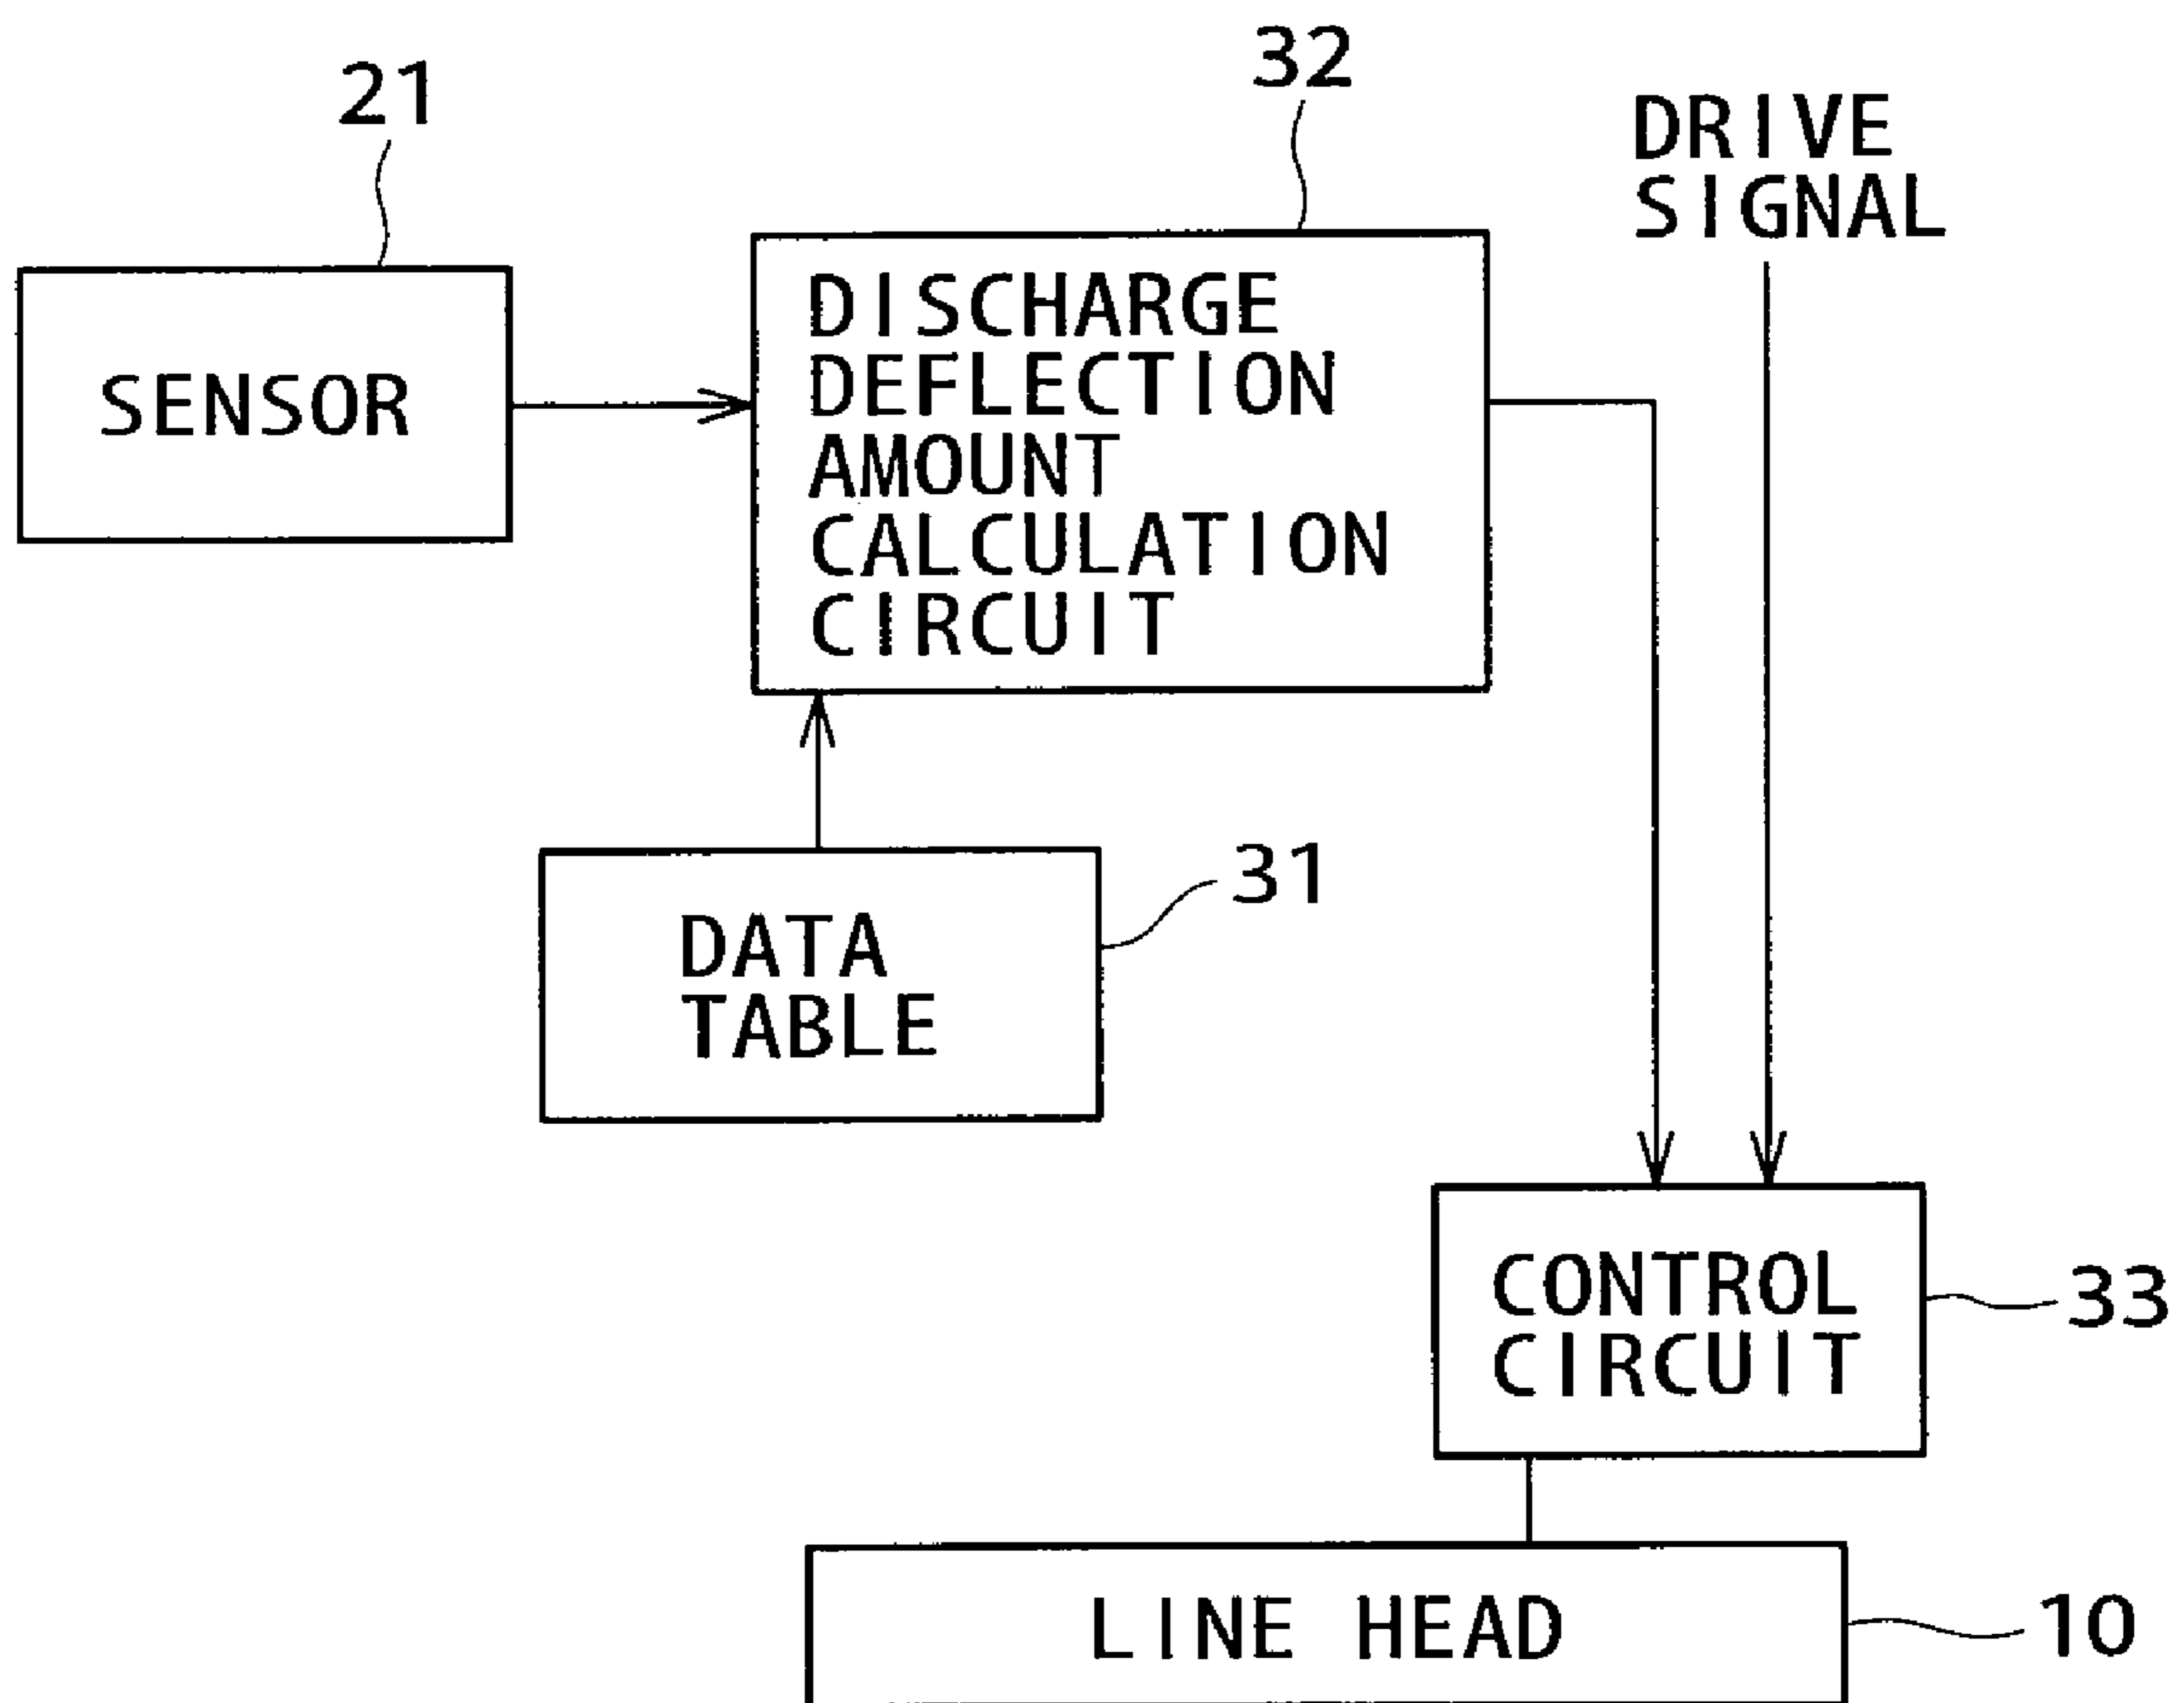 32
21
DRIVE
SIGNAL
DISCHARGE
DEFLECTION
AMOUNT
CALCULATION
CIRCUIT
SENSOR
31
DATA
TABLE
CONTROL
CIRCUIT
33
LINE HEAD
10